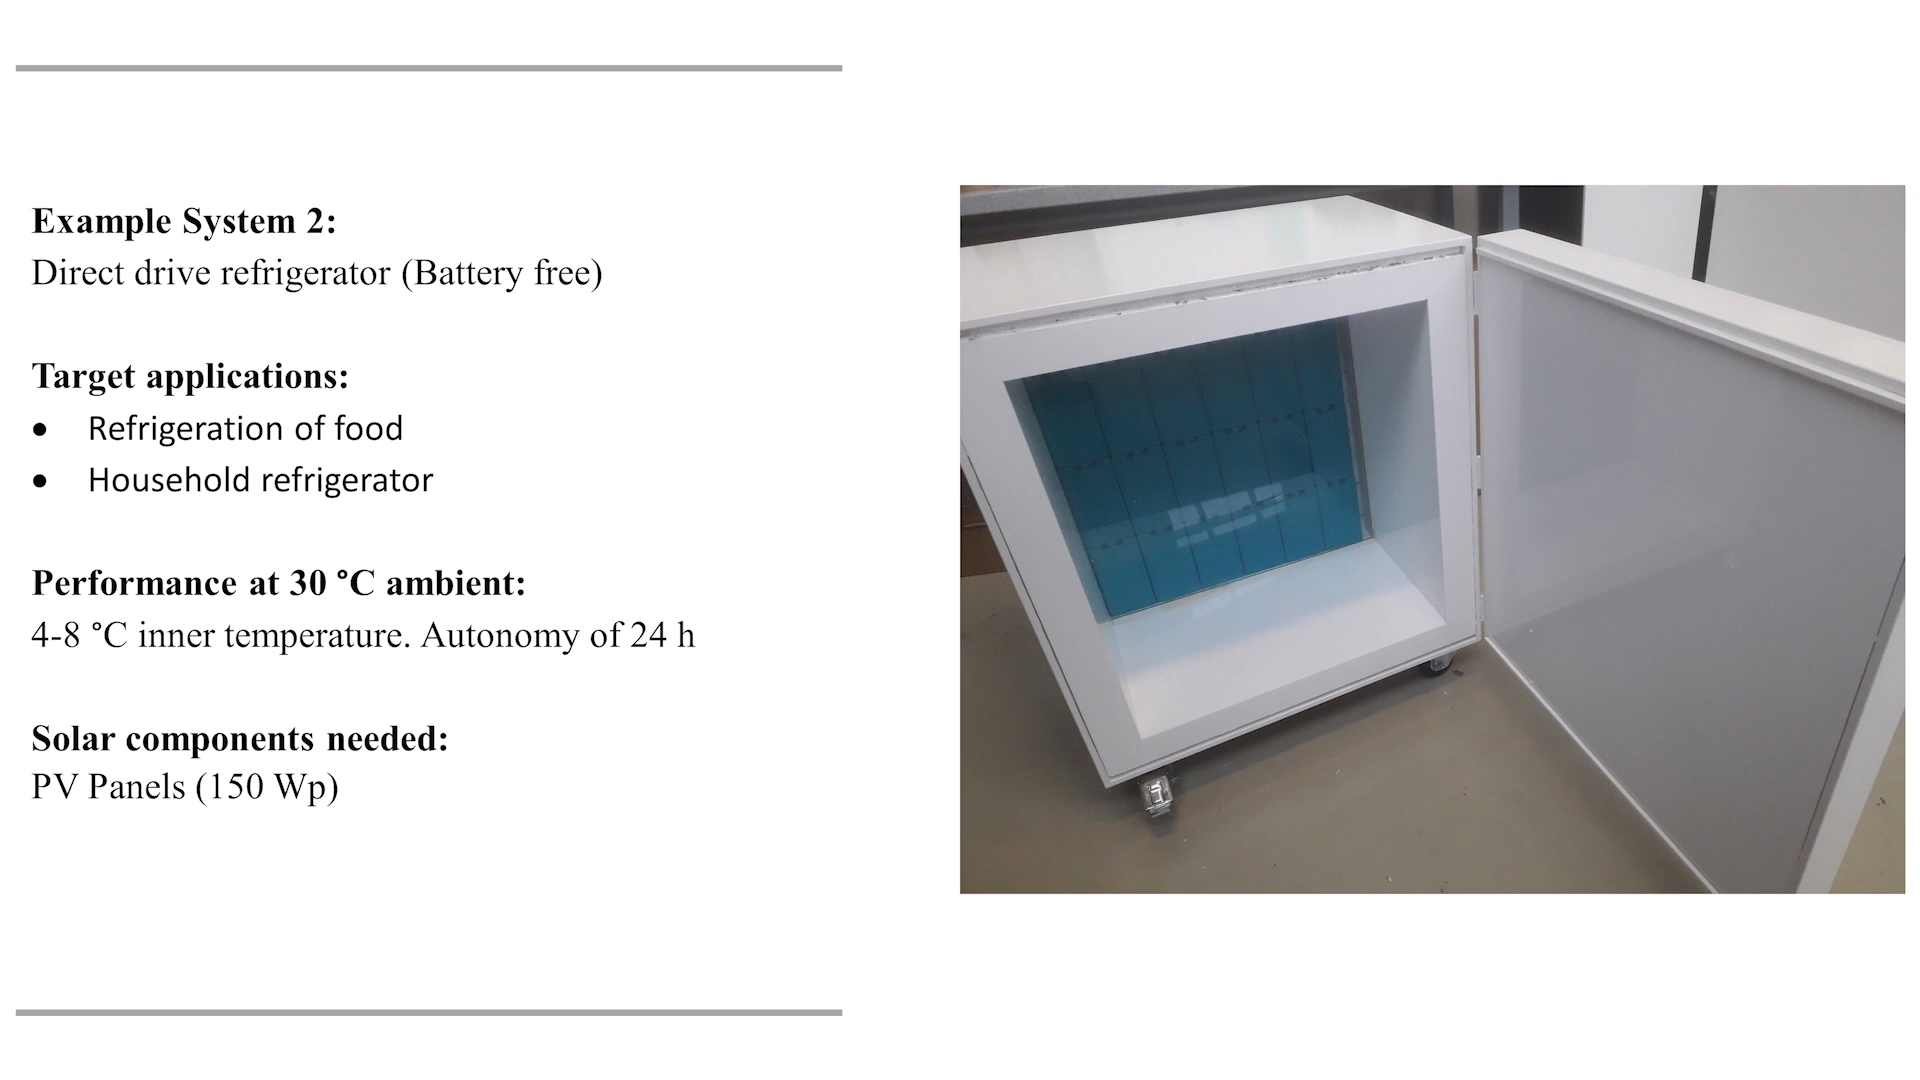 Example System 2:
Direct drive refrigerator (Battery free)
Target applications:
• Refrigeration of food
• Household refrigerator
Performance at 30 °C ambient:
4-8 °C inner temperature. Autonomy of 24 h
Solar components needed:
PV Panels (150 Wp)